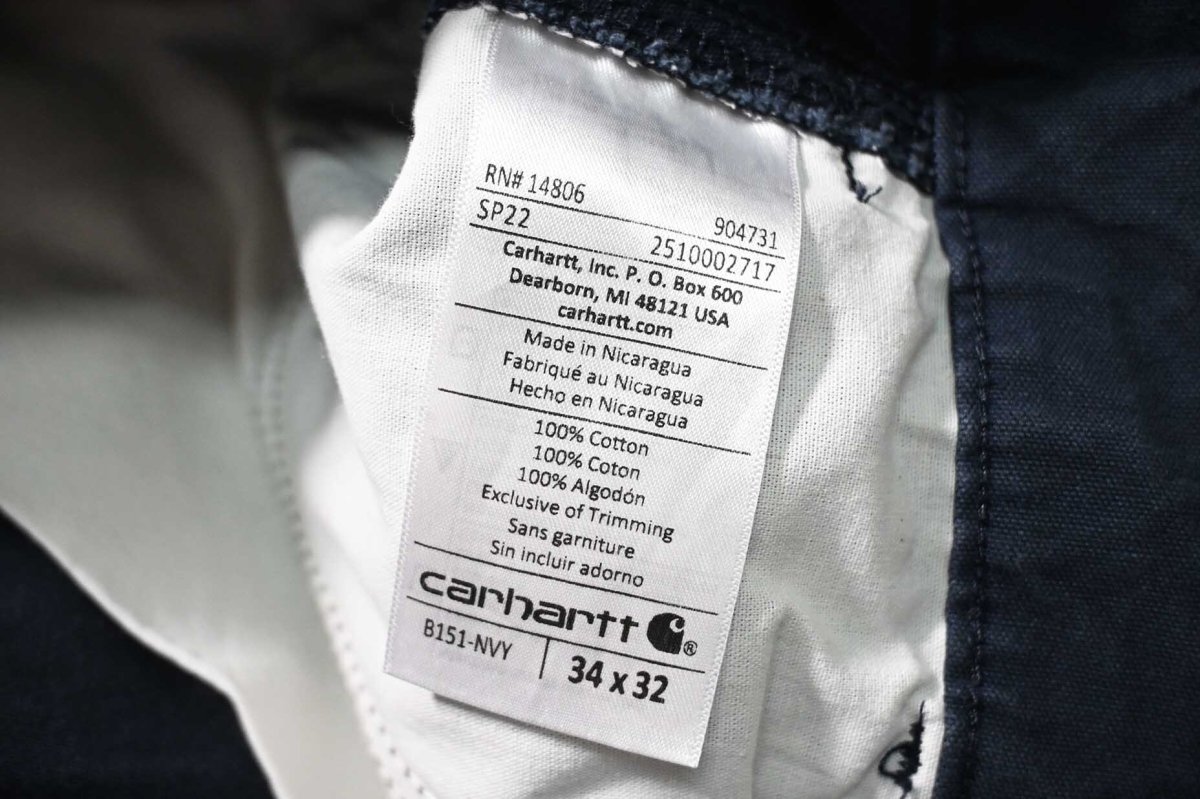 RN# 14806 904731
SP22 2510002717
Carhartt, Inc. P. O. Box 600
Dearborn, MI 48121 USA
carhartt.com
Made in Nicaragua
Fabriqué au Nicaragua
Hecho en Nicaragua
100% Cotton
100% Coton
100% Algodón
Exclusive of Trimming
Sans garniture
Sin incluir adorno
carhartt ®
B151-NVY 34 x 32